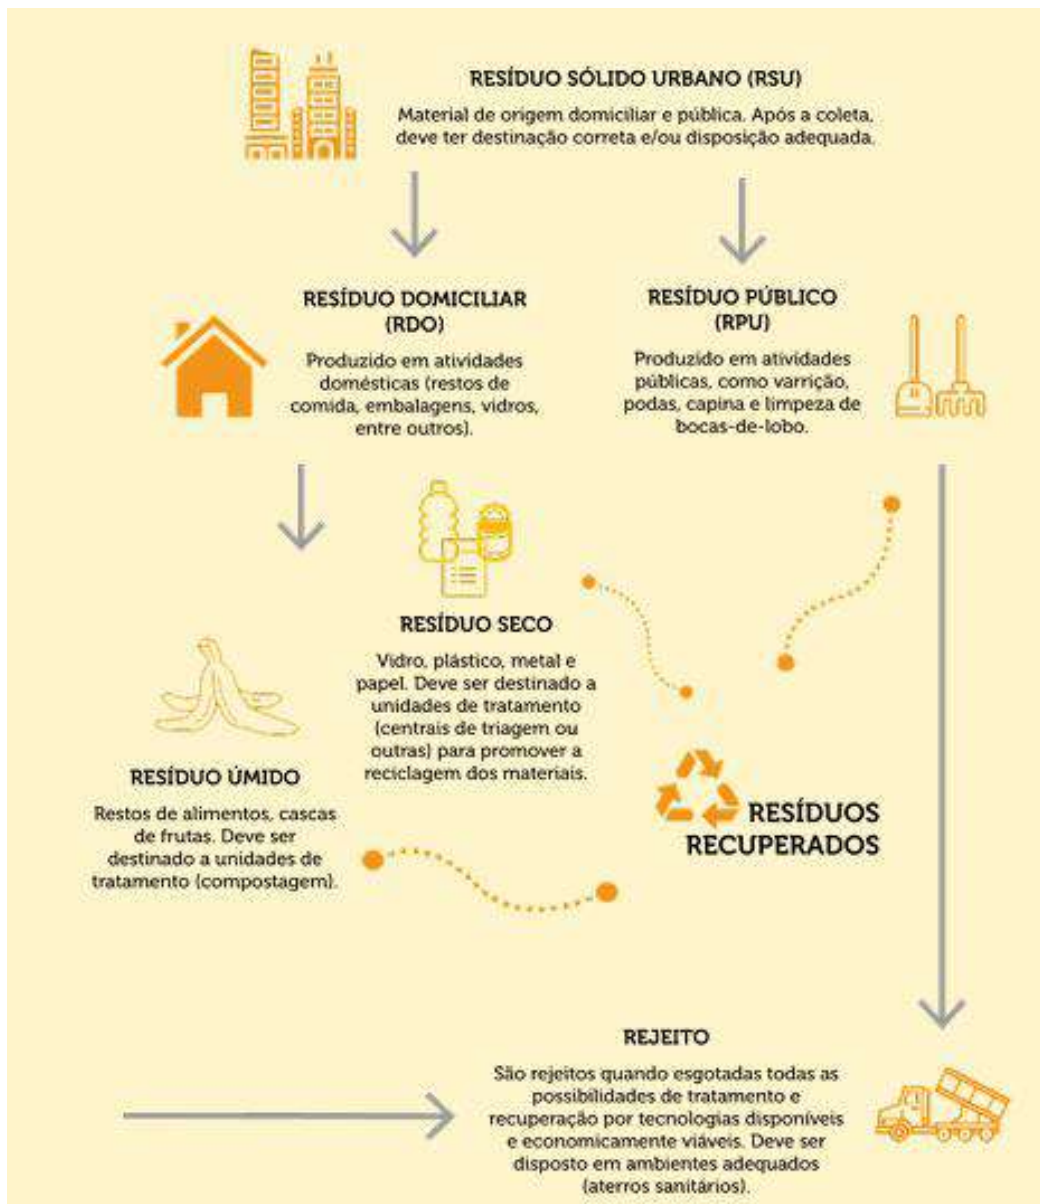 RESÍDUO SÓLIDO URBANO (RSU)
Material de origem domiciliar e pública. Após a coleta,
deve ter destinação correta e/ou disposição adequada.
RESÍDUO DOMICILIAR
(RDO)
Produzido em atividades
domésticas (restos de
comida, embalagens, vidros,
entre outros).
RESÍDUO PÚBLICO
(RPU)
Produzido em atividades
públicas, como varrição,
podas, capina e limpeza de
bocas-de-lobo.
RESÍDUO SECO
Vidro, plástico, metal e
papel. Deve ser destinado a
unidades de tratamento
(centrais de triagem ou
outras) para promover a
reciclagem dos materiais.
RESÍDUO ÚMIDO
Restos de alimentos, cascas
de frutas. Deve ser
destinado a unidades de
tratamento (compostagem).
RESÍDUOS
RECUPERADOS
REJEITO
São rejeitos quando esgotadas todas as
possibilidades de tratamento e
recuperação por tecnologias disponíveis
e economicamente viáveis. Deve ser
disposto em ambientes adequados
(aterros sanitários).